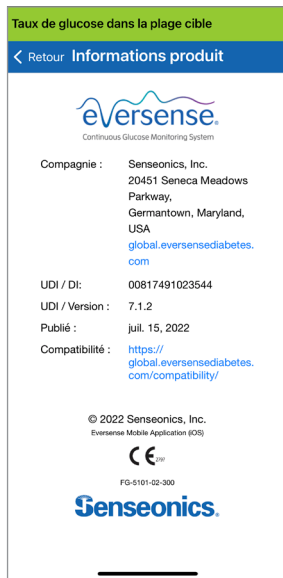 Taux de glucose dans la plage cible
Retour Informations produit
eversense.
Continuous Glucose Monitoring System
Compagnie : Senseonics, Inc.
20451 Seneca Meadows
Parkway,
Germantown, Maryland,
USA
global.eversensediabetes.
com
UDI / DI: 00817491023544
UDI / Version : 7.1.2
Publié : juil. 15, 2022
Compatibilité : https://
global.eversensediabetes.
com/compatibility/
© 2022 Senseonics, Inc.
Eversense Mobile Application (iOS)
CE 2797
FG-5101-02-300
Senseonics.